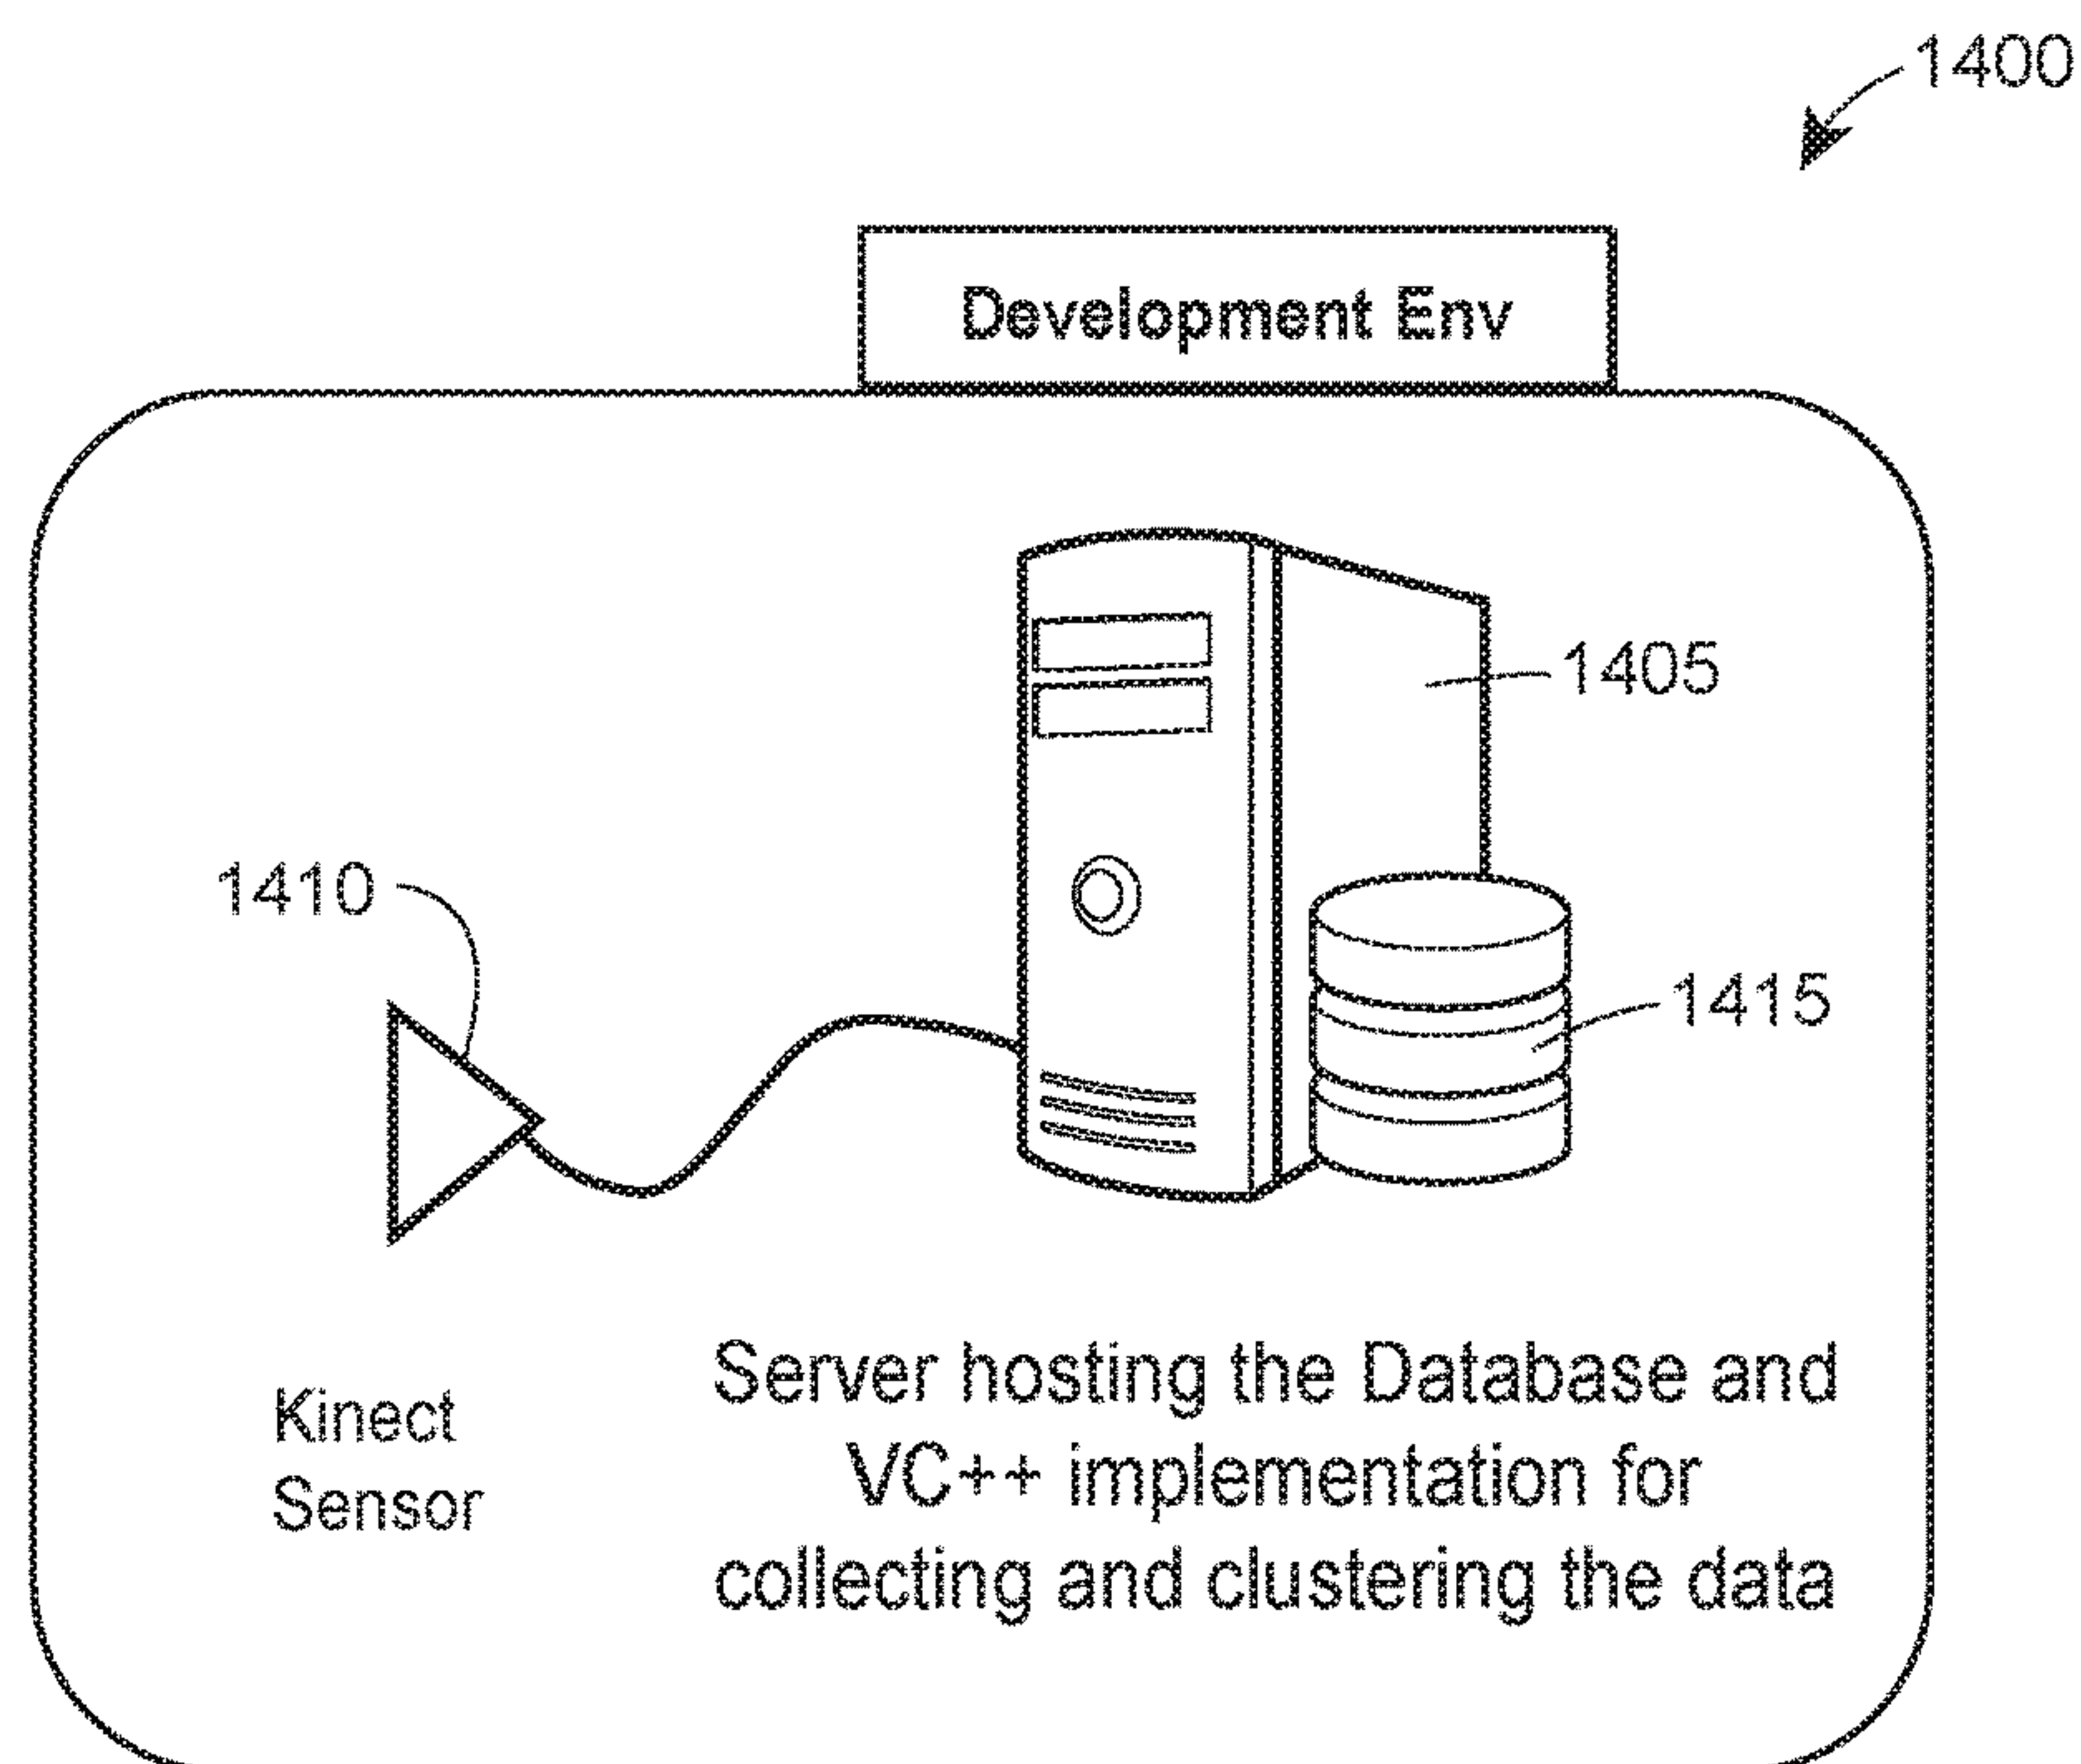 1400
Development Env
1405
1410
1415
Kinect
Sensor
Server hosting the Database and
VC++ implementation for
collecting and clustering the data